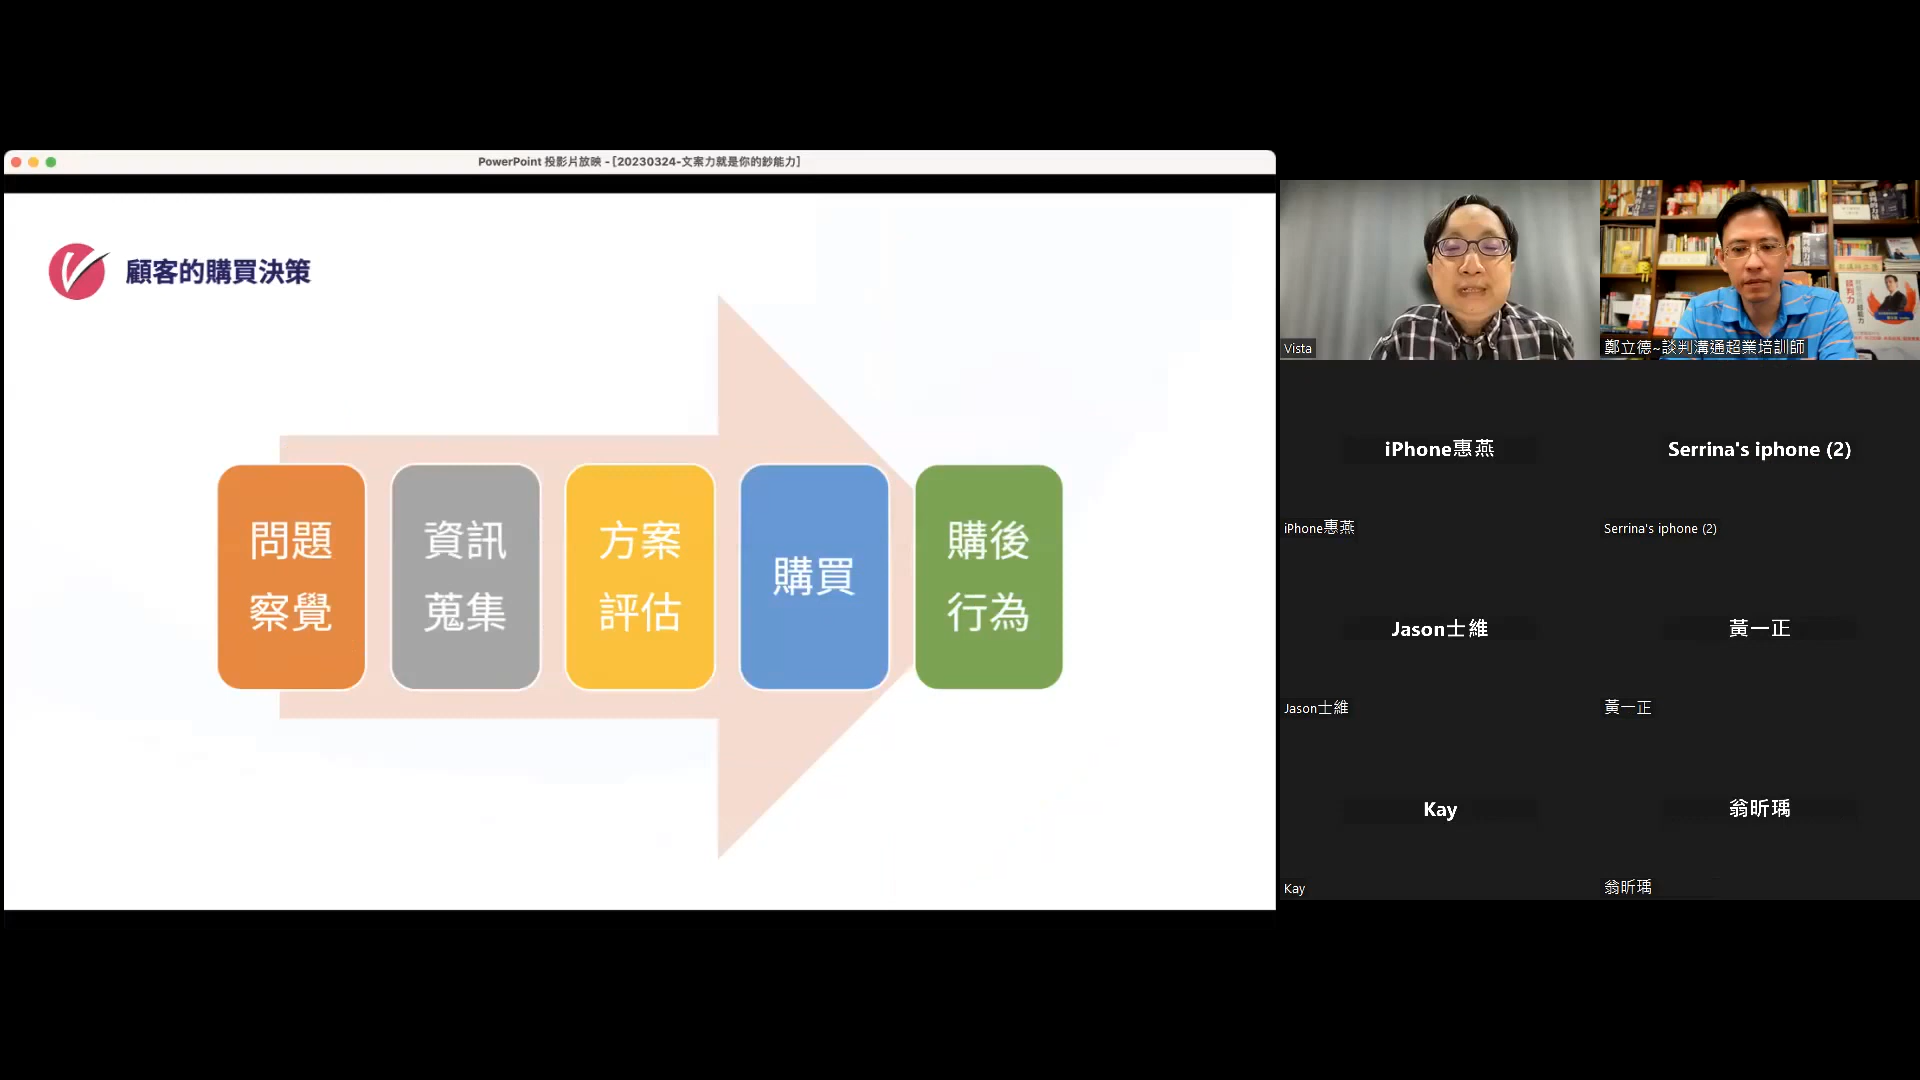 PowerPoint 投影片放映 - [20230324-文案力就是你的鈔能力]
顧客的購買決策
問題
察覺
資訊
蒐集
方案
評估
購買
購後
行為
Vista
鄭立德~談判溝通超業培訓師
談判力
iPhone惠燕
Serrina's iphone (2)
iPhone惠燕
Serrina's iphone (2)
Jason士維
黃一正
Jason士維
黃一正
Kay
翁昕瑀
Kay
翁昕瑀